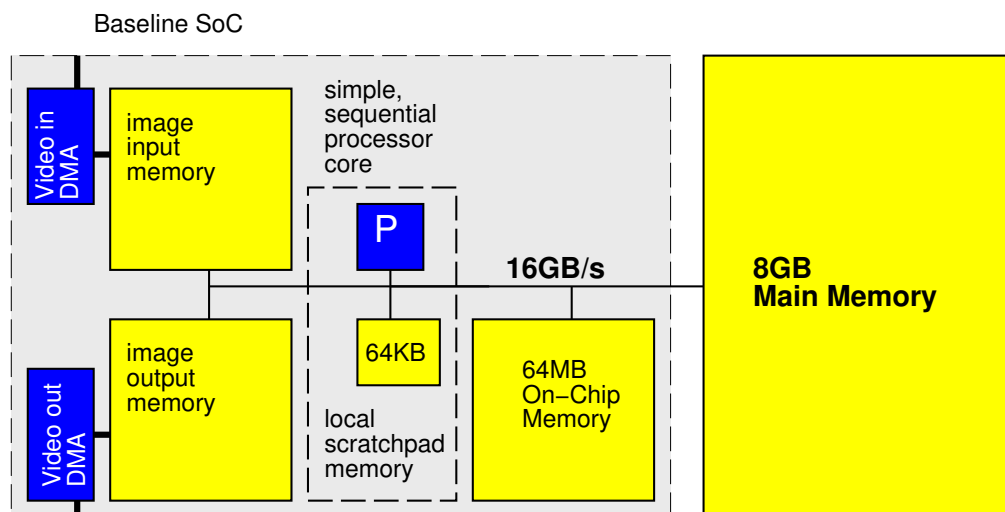 Baseline SoC
Video in
DMA
image
input
memory
simple,
sequential
processor
core
P
16GB/s
8GB
Main Memory
Video out
DMA
image
output
memory
64KB
local
scratchpad
memory
64MB
On−Chip
Memory